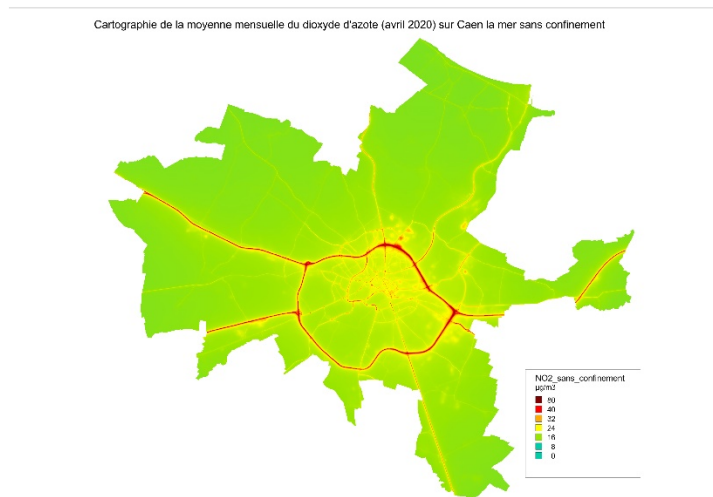 Cartographie de la moyenne mensuelle du dioxyde d'azote (avril 2020) sur Caen la mer sans confinement
NO2_sans_confinement
µg/m3
80
40
32
24
16
8
0